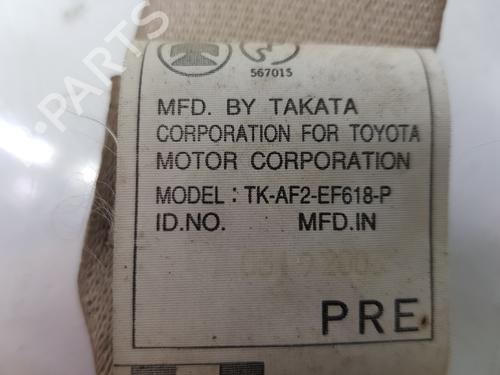 567015
MFD. BY TAKATA
CORPORATION FOR TOYOTA
MOTOR CORPORATION
MODEL : TK-AF2-EF618-P
ID.NO. MFD.IN
PRE
PARTS